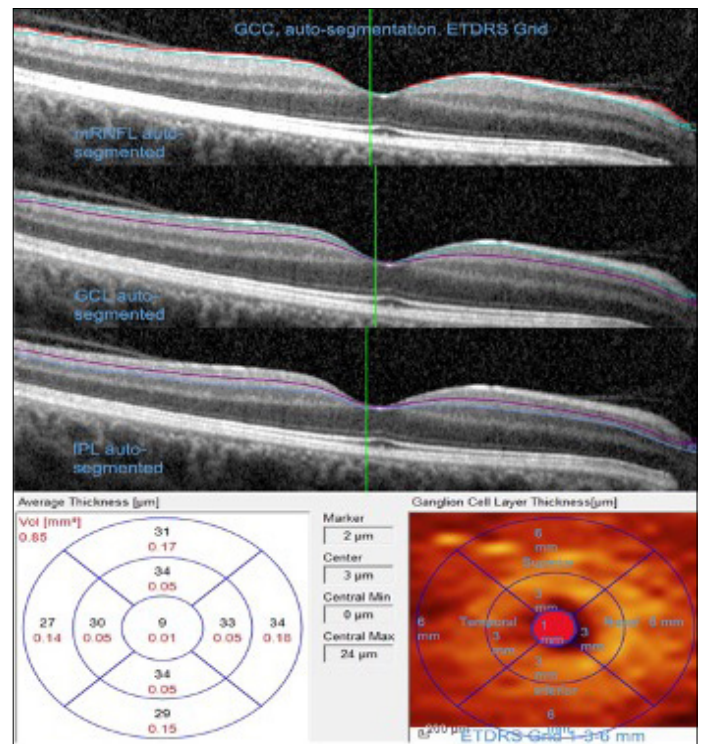 GCC, auto-segmentation, ETDRS Grid
mRNFL auto-
segmented
GCL auto-
segmented
IPL auto-
segmented
Average Thickness [µm]
Vol [mm³]
0.85
31
0.17
34
0.05
27
0.14
30
0.05
9
0.01
33
0.05
34
0.18
34
0.05
29
0.15
Marker
2 µm
Center
3 µm
Central Min
0 µm
Central Max
24 µm
Ganglion Cell Layer Thickness[µm]
6
mm
Superior
3
mm
6
mm
Temporal
3
mm
1
mm
3
mm
Nasal
6 mm
3
mm
Inferior
6
mm
200 µm
ETDRS Grid 1-3-6 mm